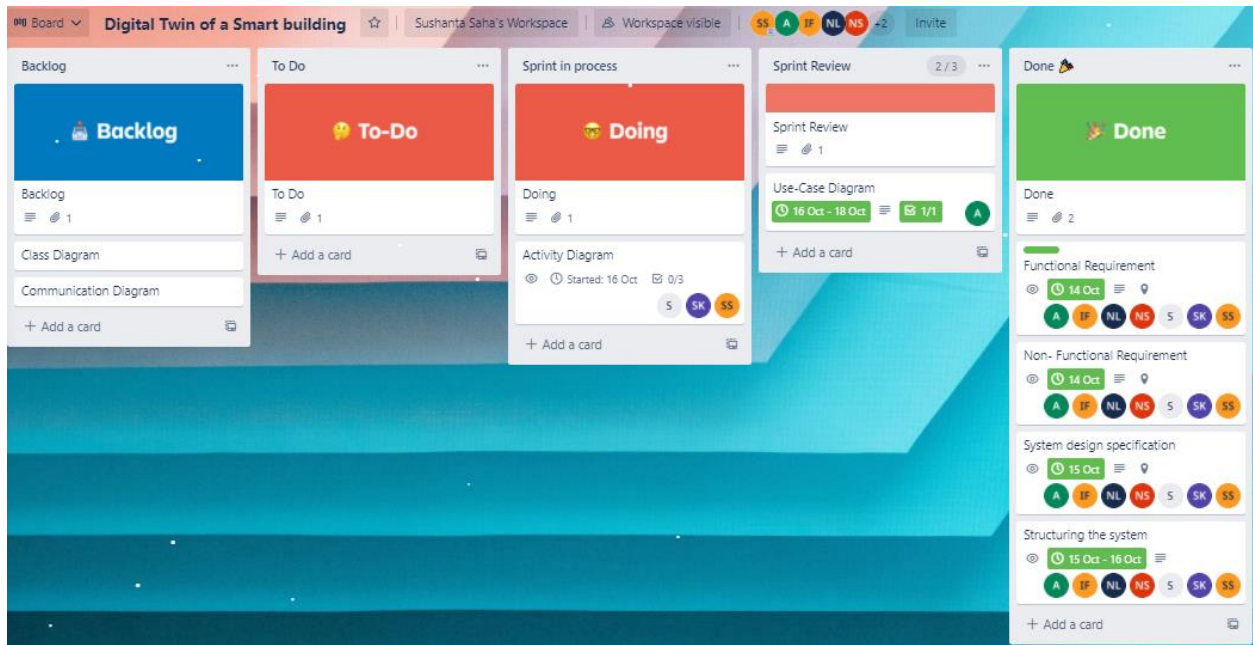 Board
Digital Twin of a Smart building
Sushanta Saha's Workspace
Workspace visible
SS A IF NL NS +2
Invite
Backlog
Backlog
Backlog
1
Class Diagram
Communication Diagram
+ Add a card
To Do
To-Do
To Do
1
+ Add a card
Sprint in process
Doing
Doing
1
Activity Diagram
Started: 16 Oct 0/3
S SK SS
+ Add a card
Sprint Review 2 / 3
Sprint Review
1
Use-Case Diagram
16 Oct - 18 Oct 1/1 A
+ Add a card
Done
Done
Done
2
Functional Requirement
14 Oct
A IF NL NS S SK SS
Non- Functional Requirement
14 Oct
A IF NL NS S SK SS
System design specification
15 Oct
A IF NL NS S SK SS
Structuring the system
15 Oct - 16 Oct
A IF NL NS S SK SS
+ Add a card